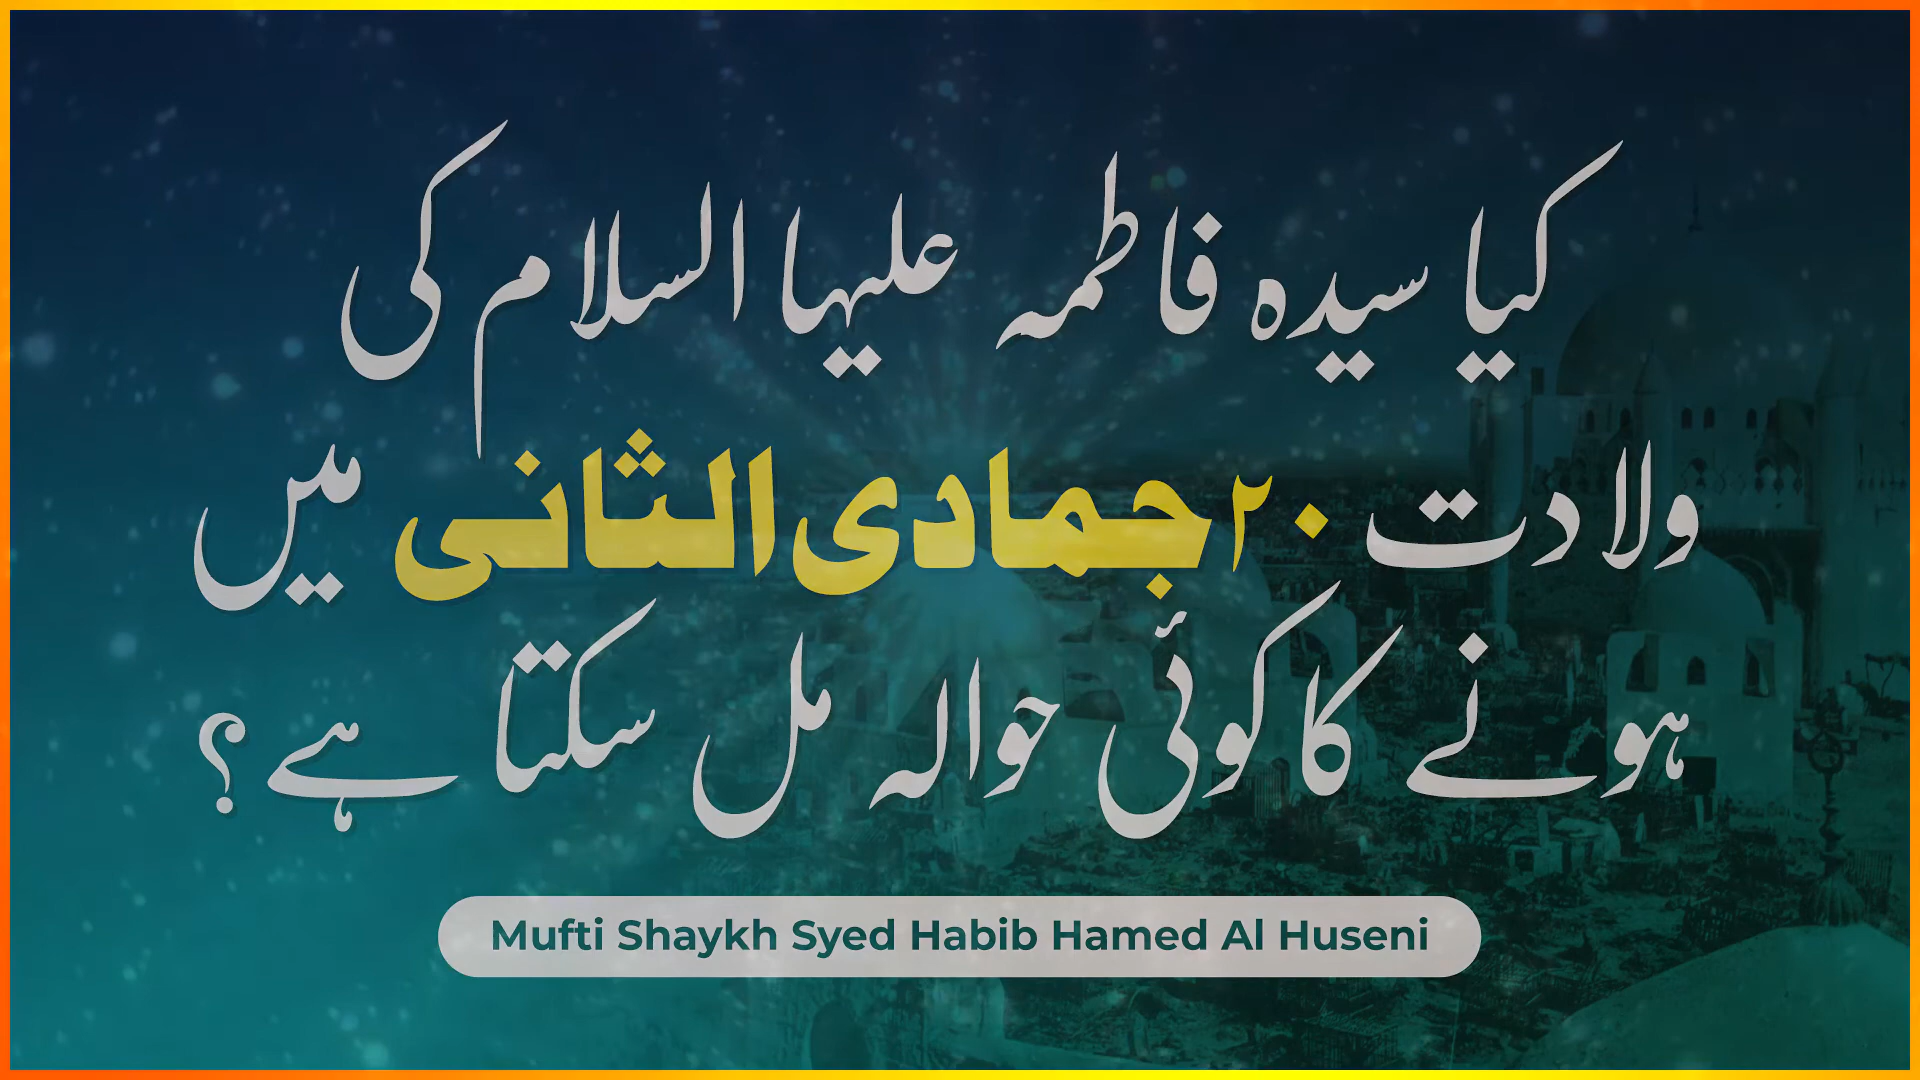 کیا سیدہ فاطمہ علیہا السلام کی
ولادت ۲۰ جمادی الثانی میں
ہونے کا کوئی حوالہ مل سکتا ہے؟
Mufti Shaykh Syed Habib Hamed Al Huseni